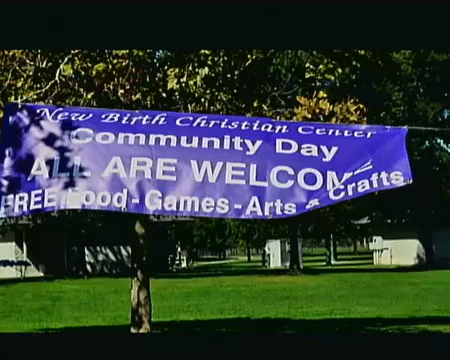 New Birth Christian Center
Community Day
ALL ARE WELCOME
FREE Food - Games - Arts & Crafts.